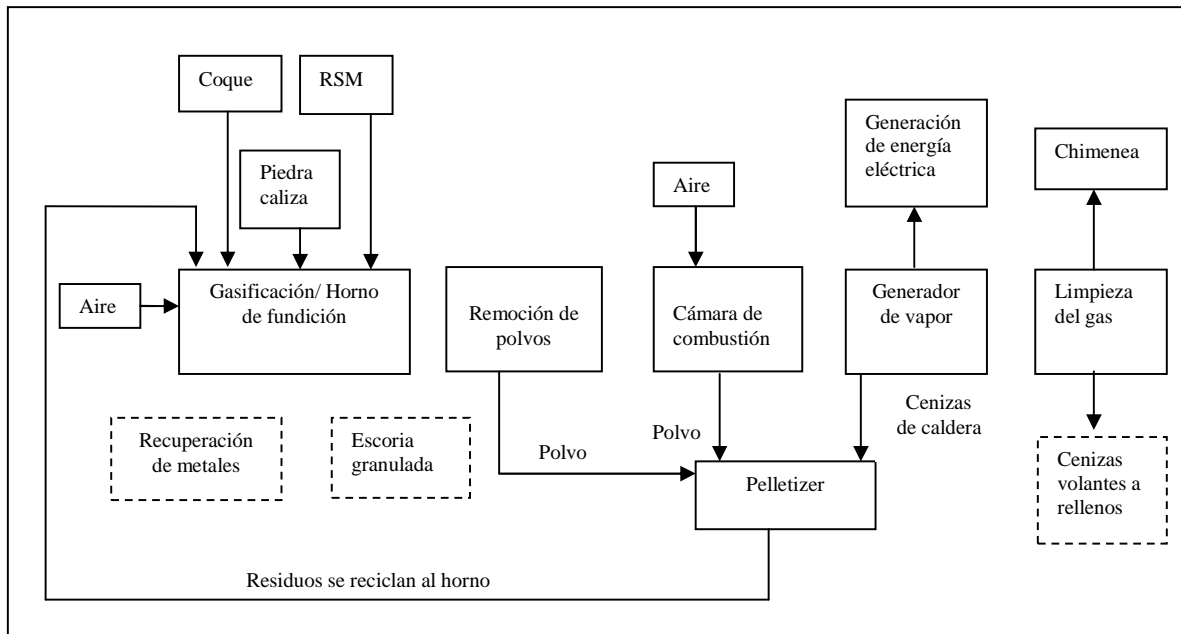 Coque
RSM
Piedra
caliza
Aire
Generación
de energía
eléctrica
Chimenea
Aire
Gasificación/ Horno
de fundición
Remoción de
polvos
Cámara de
combustión
Generador
de vapor
Limpieza
del gas
Recuperación
de metales
Escoria
granulada
Polvo
Polvo
Cenizas
de caldera
Pelletizer
Cenizas
volantes a
rellenos
Residuos se reciclan al horno